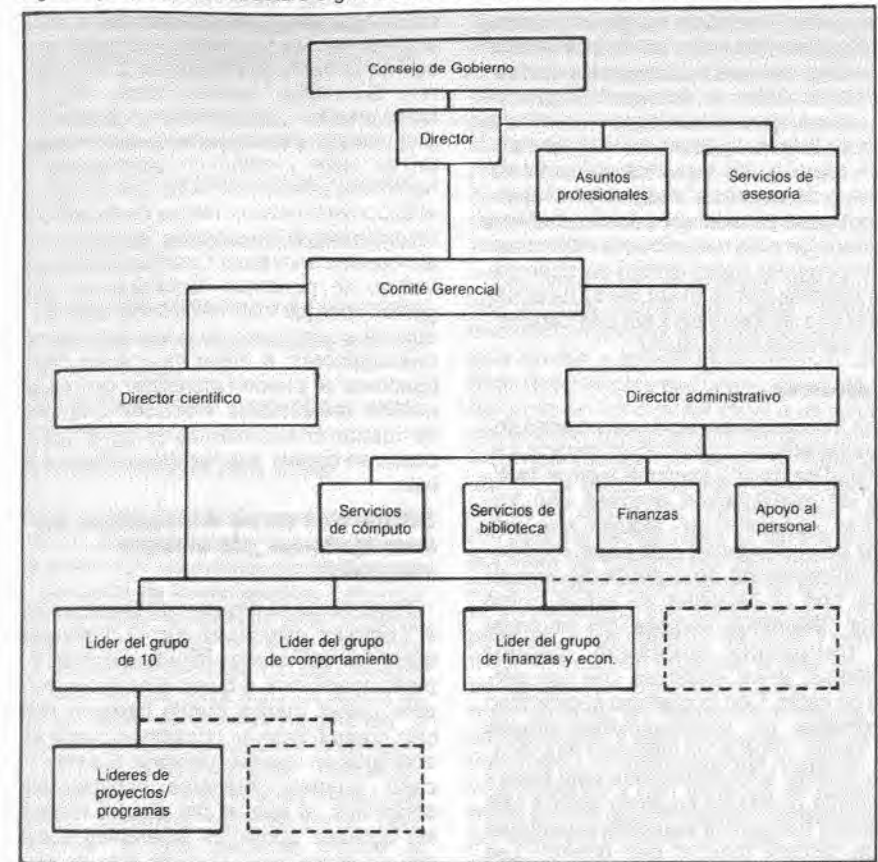 Consejo de Gobierno
Director
Asuntos
profesionales
Servicios de
asesoría
Comité Gerencial
Director científico
Director administrativo
Servicios
de cómputo
Servicios de
biblioteca
Finanzas
Apoyo al
personal
Líder del grupo
de 10
Líder del grupo
de comportamiento
Líder del grupo
de finanzas y econ.
Líderes de
proyectos/
programas